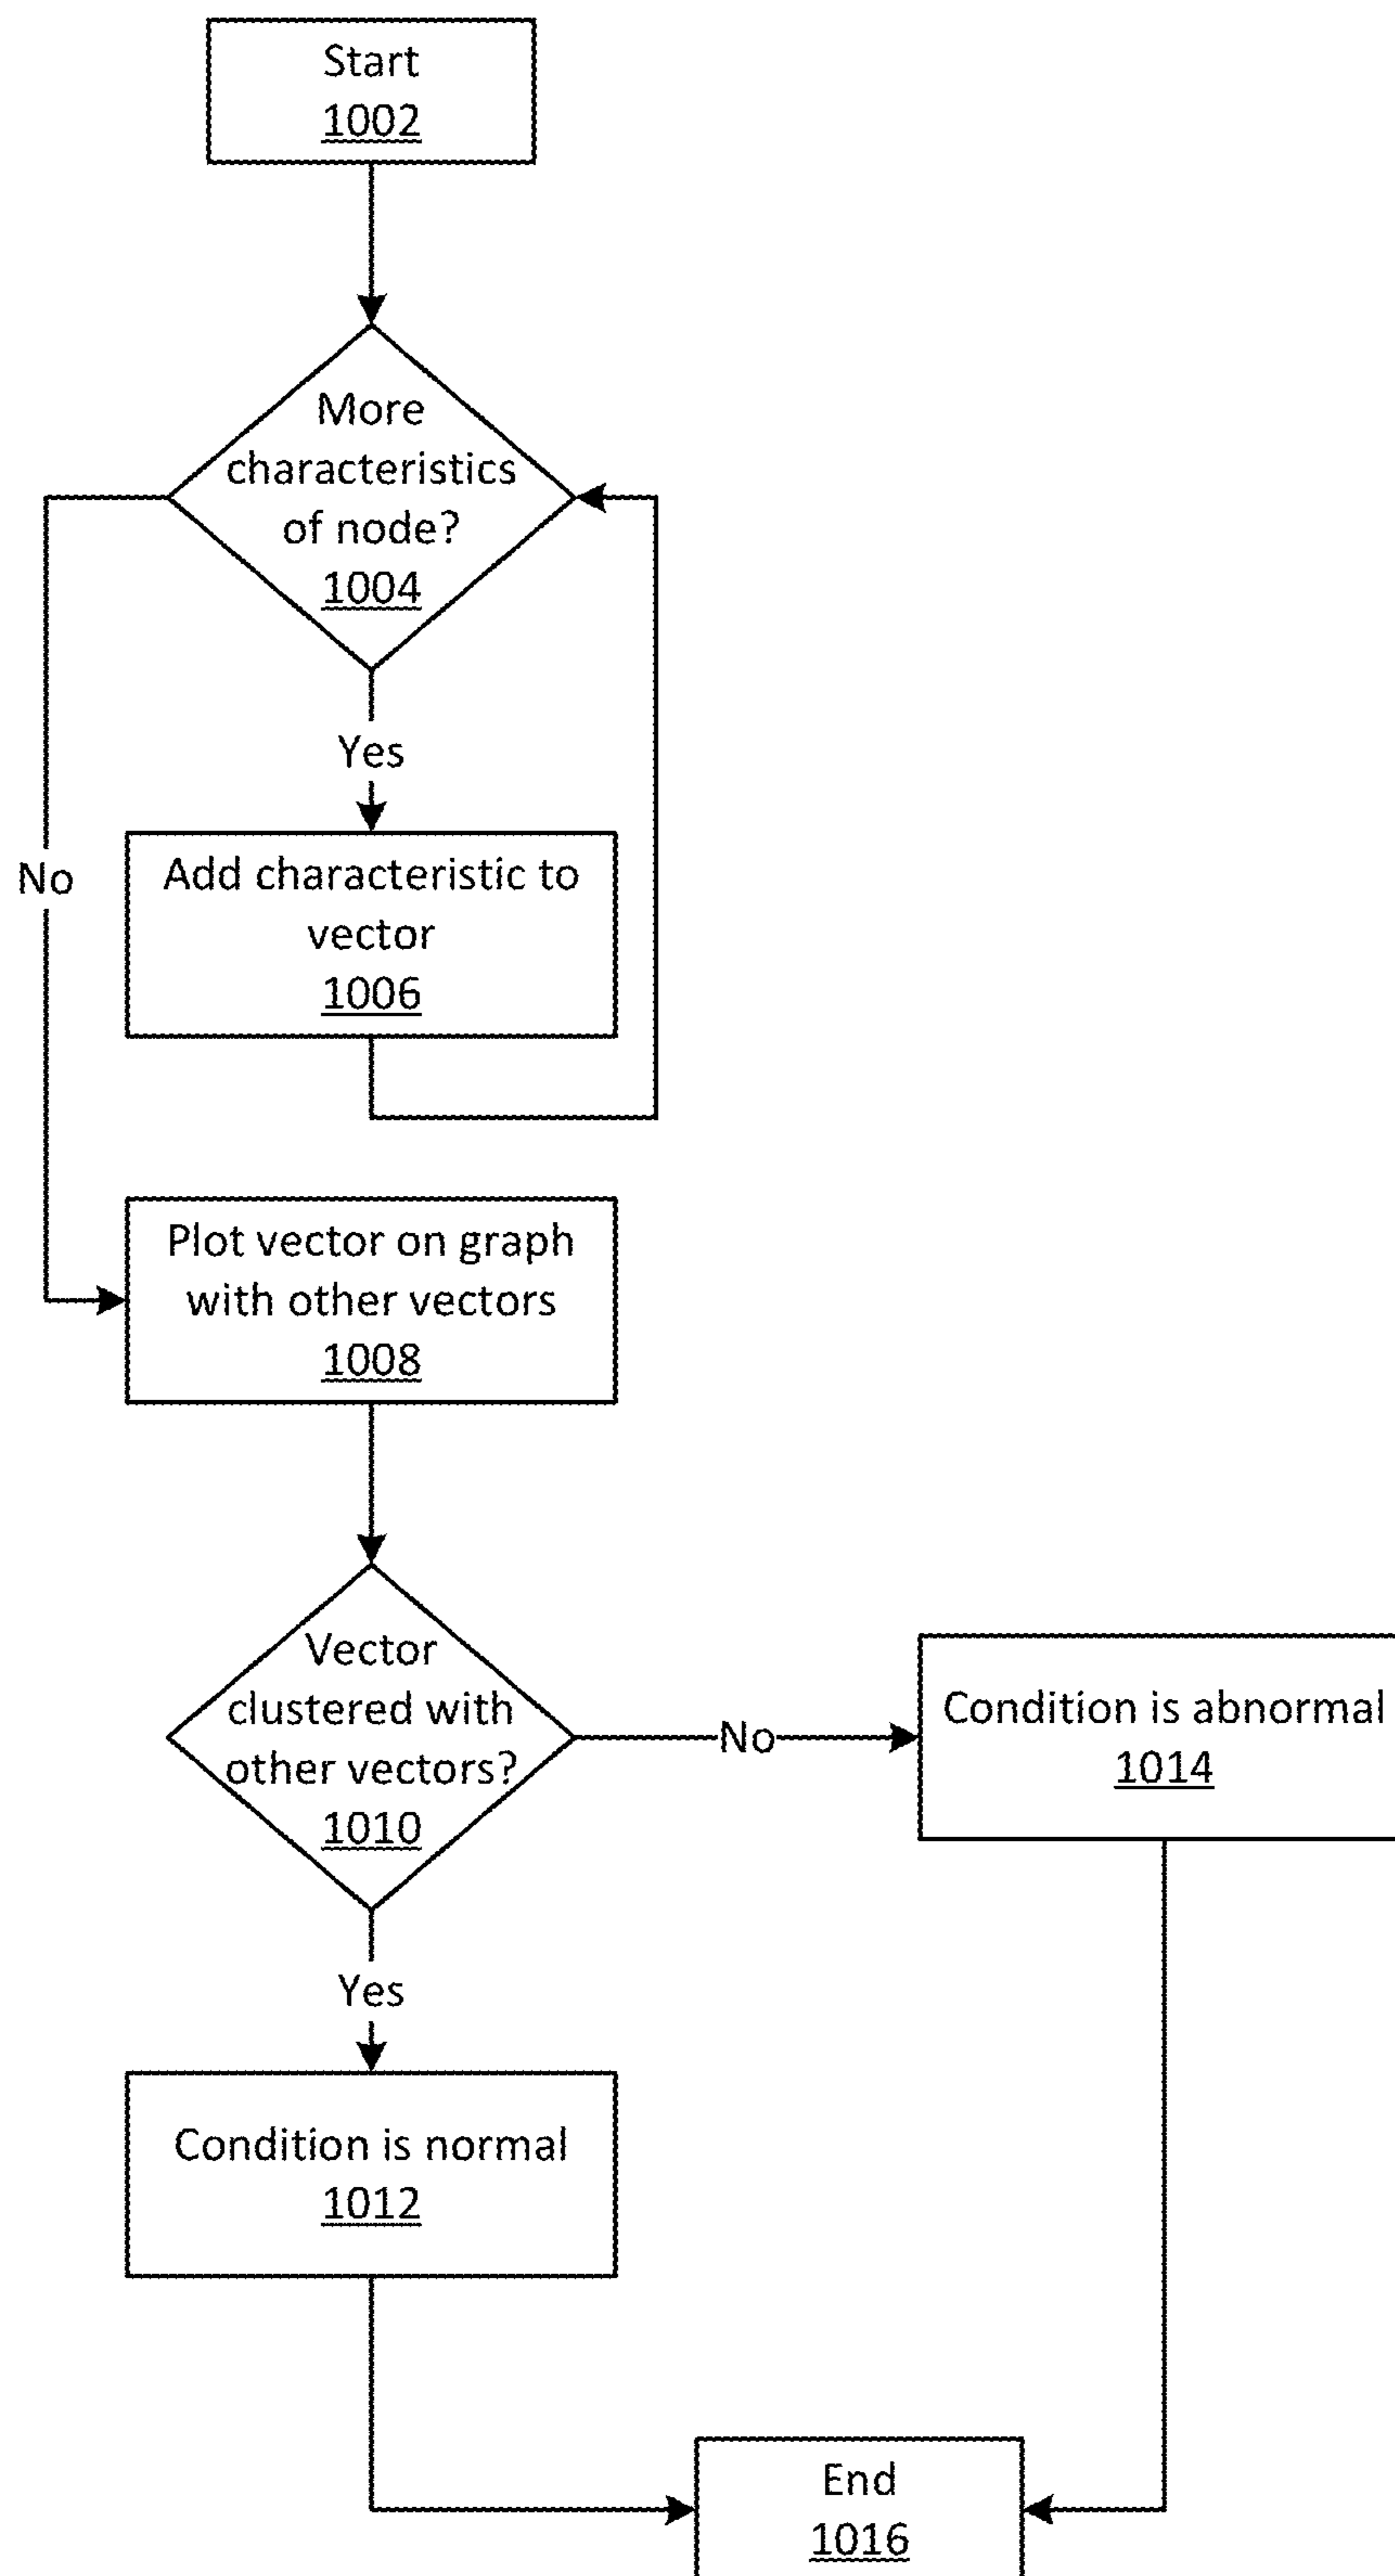 Start
1002
More
characteristics
of node?
1004
Yes
No
Add characteristic to
vector
1006
Plot vector on graph
with other vectors
1008
Vector
clustered with
other vectors?
1010
No
Condition is abnormal
1014
Yes
Condition is normal
1012
End
1016